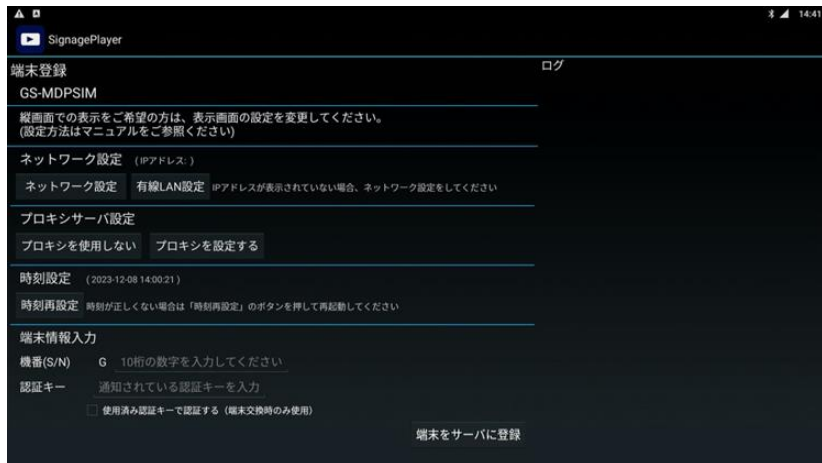 14:41
SignagePlayer
端末登録
ログ
GS-MDPSIM
縦画面での表示をご希望の方は、表示画面の設定を変更してください。
(設定方法はマニュアルをご参照ください)
ネットワーク設定 (IPアドレス: )
ネットワーク設定 有線LAN設定 IPアドレスが表示されていない場合、ネットワーク設定をしてください
プロキシサーバ設定
プロキシを使用しない プロキシを設定する
時刻設定 (2023-12-08 14:00:21)
時刻再設定 時刻が正しくない場合は「時刻再設定」のボタンを押して再起動してください
端末情報入力
機番(S/N) G 10桁の数字を入力してください
認証キー 通知されている認証キーを入力
使用済み認証キーで認証する（端末交換時のみ使用）
端末をサーバに登録